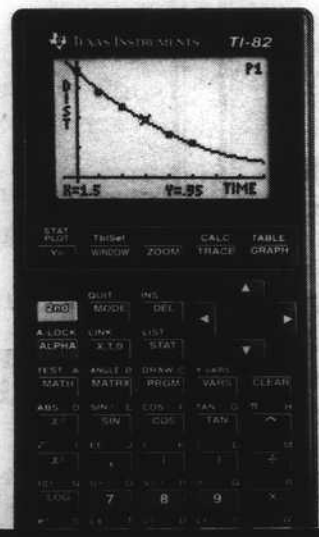 TEXAS INSTRUMENTS TI-82
P1
DIST
X=1.5 Y=.95 TIME
STAT PLOT TblSet CALC TABLE
Y= WINDOW ZOOM TRACE GRAPH
QUIT INS
2nd MODE DEL
A-LOCK LINK LIST
ALPHA X,T,θ STAT
TEST A ANGLE B DRAW C Y-VARS
MATH MATRX PRGM VARS CLEAR
ABS D SIN⁻¹ E COS⁻¹ F TAN⁻¹ G π H
SIN COS TAN ^
x² , ( ) ÷
LOG 7 8 9 ×